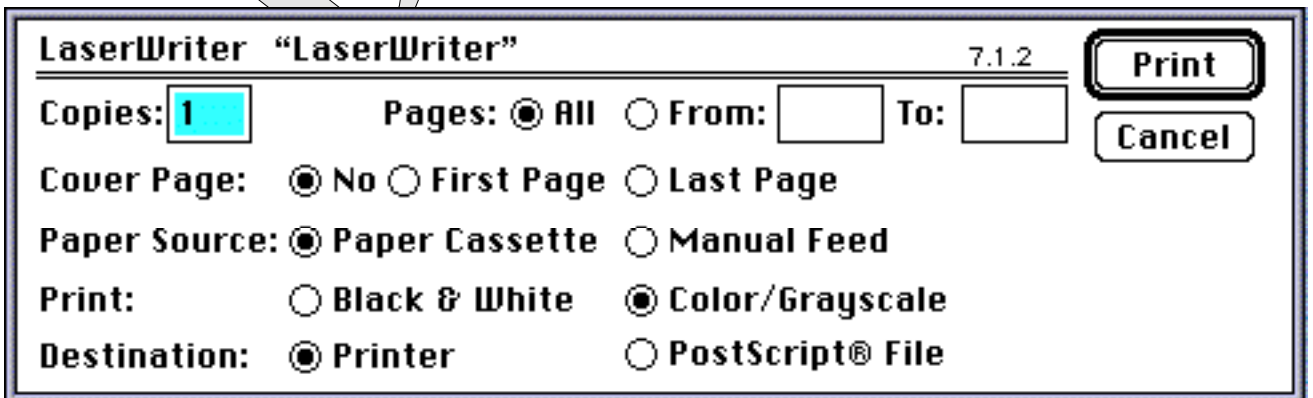 LaserWriter “LaserWriter” 7.1.2 Print
Copies: 1 Pages: All From: To:
Cancel
Cover Page: No First Page Last Page
Paper Source: Paper Cassette Manual Feed
Print: Black & White Color/Grayscale
Destination: Printer PostScript® File